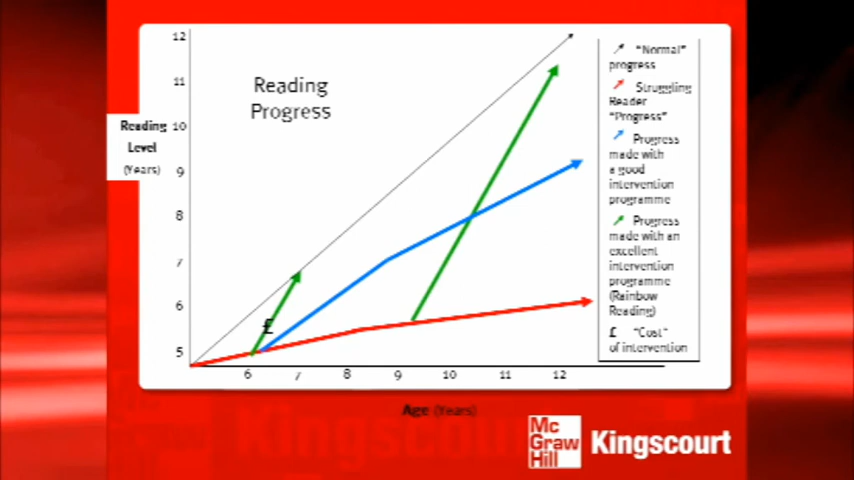 12
11
10
9
8
7
6
5
Reading
Progress
Reading
Level
(Years)
£
6
7
8
9
10
11
12
Age (Years)
"Normal"
progress
Struggling
Reader
"Progress"
Progress
made with
a good
intervention
programme
Progress
made with an
excellent
intervention
programme
(Rainbow
Reading)
£ "Cost"
of intervention
Kingscourt
Mc
Graw
Hill
Kingscourt